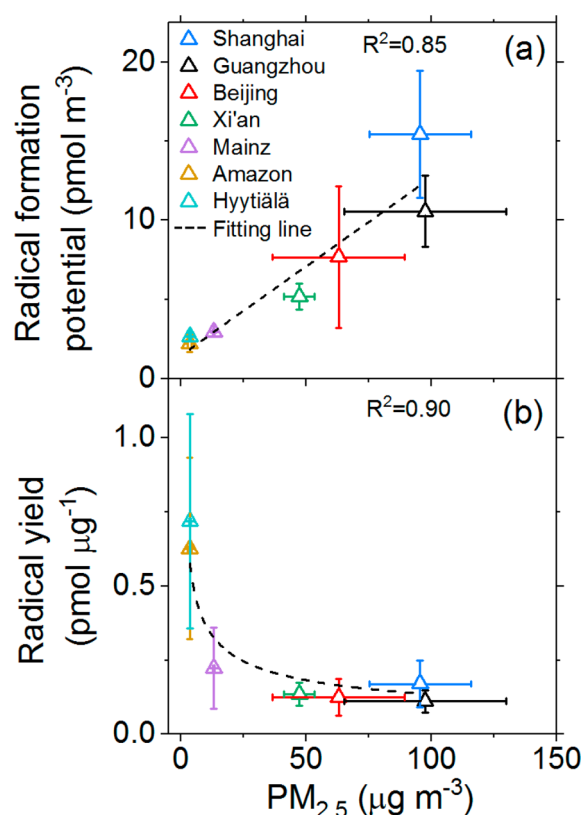 Radical formation
potential (pmol m⁻³)
20
10
0
Shanghai
Guangzhou
Beijing
Xi'an
Mainz
Amazon
Hyytiälä
Fitting line
R²=0.85
(a)
Radical yield
(pmol μg⁻¹)
1.0
0.5
0.0
R²=0.90
(b)
0 50 100 150
PM₂.₅ (μg m⁻³)